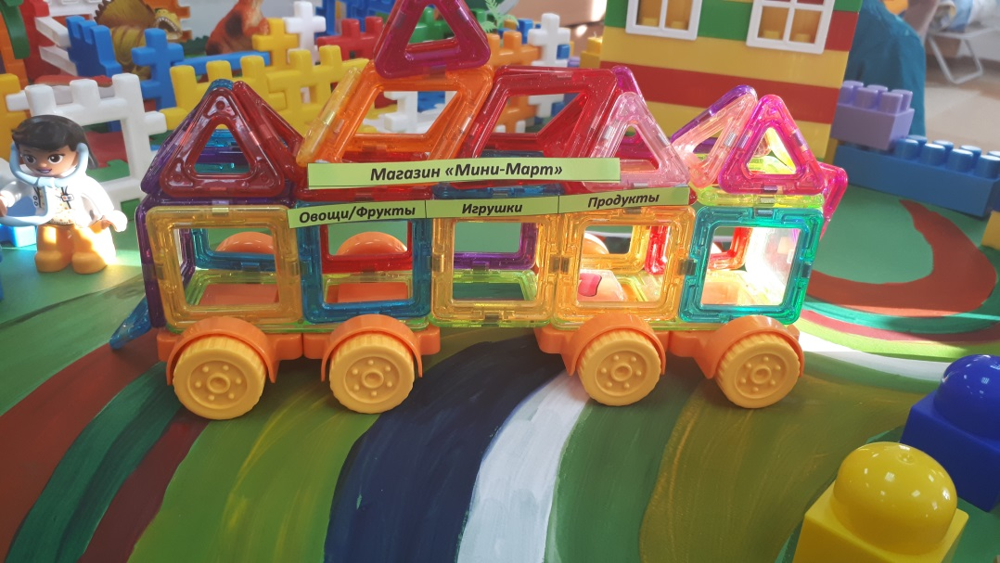 Магазин «Мини-Март»
Овощи/Фрукты
Игрушки
Продукты